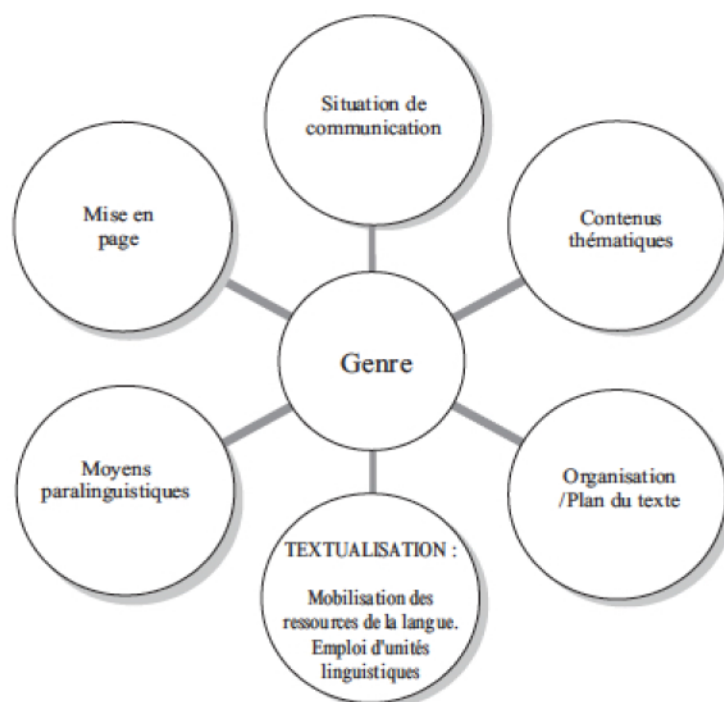 Situation de
communication
Mise en
page
Contenus
thématiques
Genre
Moyens
paralinguistiques
Organisation
/Plan du texte
TEXTUALISATION :
Mobilisation des
ressources de la langue.
Emploi d'unités
linguistiques